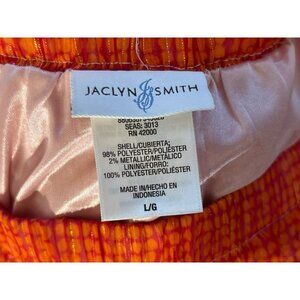 JACLYN SMITH
SEAS: 3013
RN 42000
SHELL/CUBIERTA:
98% POLYESTER/POLIÉSTER
2% METALLIC/METÁLICO
LINING/FORRO:
100% POLYESTER/POLIÉSTER
MADE IN/HECHO EN
INDONESIA
L/G